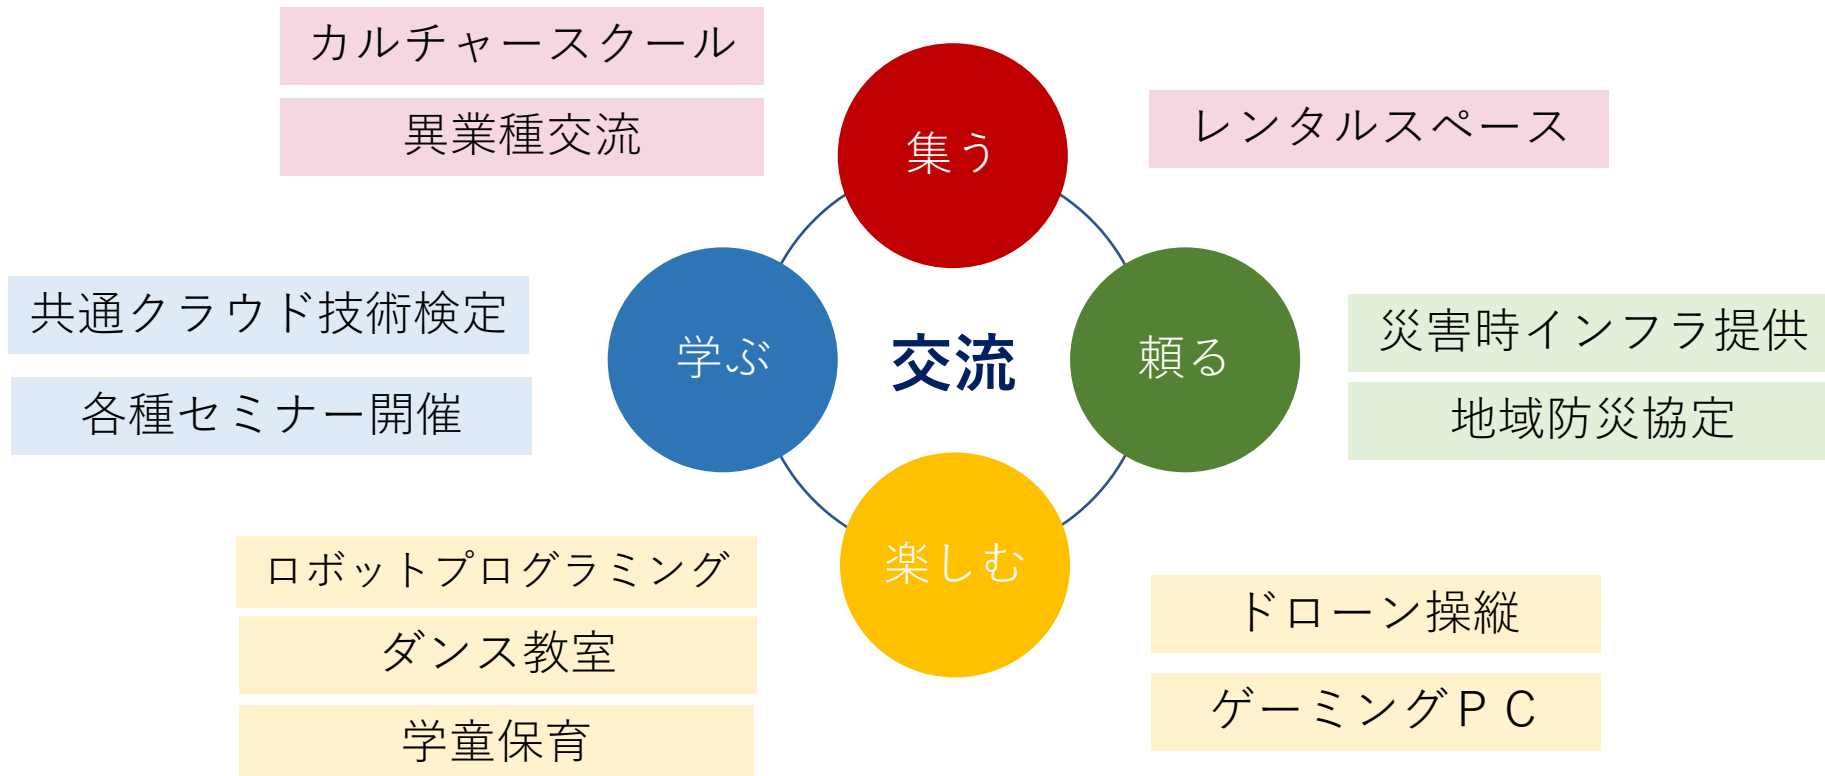 カルチャースクール
異業種交流
集う
レンタルスペース
共通クラウド技術検定
各種セミナー開催
学ぶ
交流
頼る
災害時インフラ提供
地域防災協定
楽しむ
ロボットプログラミング
ダンス教室
学童保育
ドローン操縦
ゲーミングＰＣ